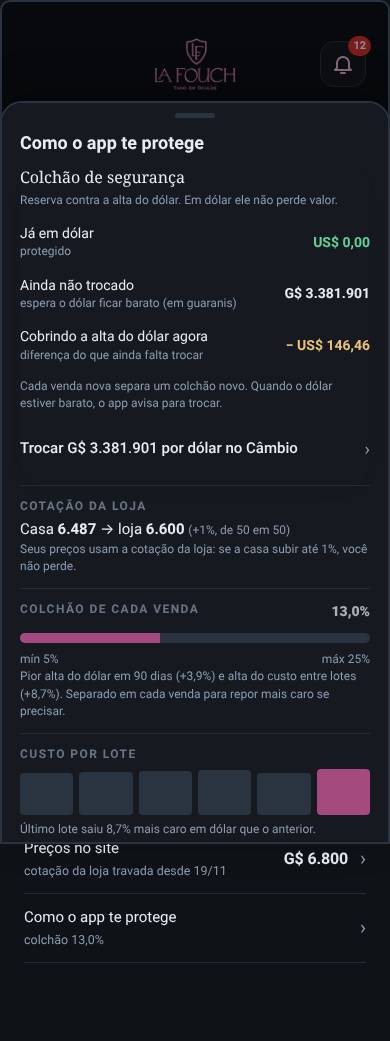 12
LA FOUCH
TUDO EM ÓCULOS
Como o app te protege
Colchão de segurança
Reserva contra a alta do dólar. Em dólar ele não perde valor.
Já em dólar
US$ 0,00
protegido
Ainda não trocado
G$ 3.381.901
espera o dólar ficar barato (em guaranis)
Cobrindo a alta do dólar agora
− US$ 146,46
diferença do que ainda falta trocar
Cada venda nova separa um colchão novo. Quando o dólar
estiver barato, o app avisa para trocar.
Trocar G$ 3.381.901 por dólar no Câmbio ›
COTAÇÃO DA LOJA
Casa 6.487 → loja 6.600 (+1%, de 50 em 50)
Seus preços usam a cotação da loja: se a casa subir até 1%, você
não perde.
COLCHÃO DE CADA VENDA 13,0%
mín 5% máx 25%
Pior alta do dólar em 90 dias (+3,9%) e alta do custo entre lotes
(+8,7%). Separado em cada venda para repor mais caro se
precisar.
CUSTO POR LOTE
Último lote saiu 8,7% mais caro em dólar que o anterior.
Preços no site
G$ 6.800 ›
cotação da loja travada desde 19/11
Como o app te protege ›
colchão 13,0%